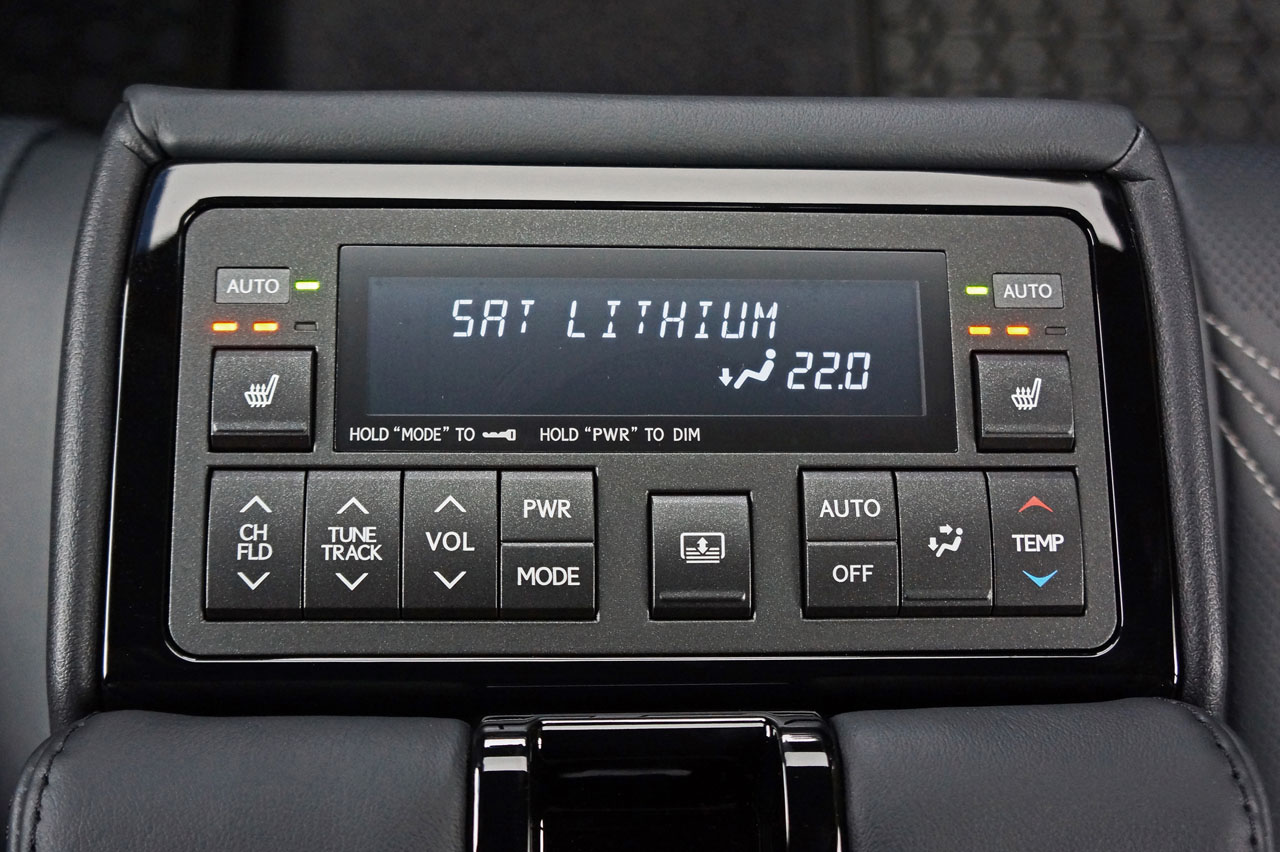 AUTO
AUTO
SAT LITHIUM
22.0
HOLD “MODE” TO HOLD “PWR” TO DIM
CH
FLD
TUNE
TRACK
VOL
PWR
MODE
AUTO
OFF
TEMP